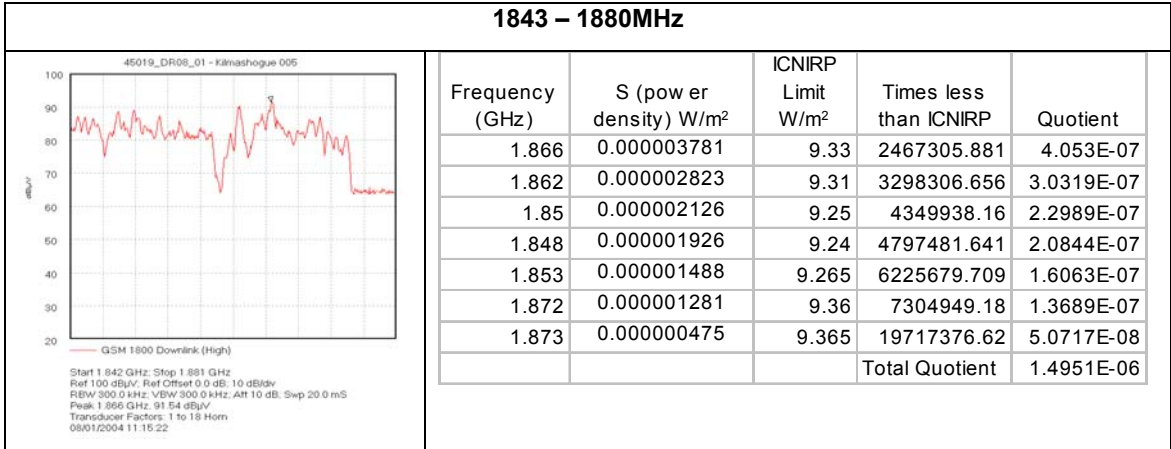 1843 – 1880MHz
45019_DR08_01 - Kilmashogue 005
100
90
80
70
60
50
40
30
20
dBµV
GSM 1800 Downlink (High)
Start 1.842 GHz; Stop 1.881 GHz
Ref 100 dBµV; Ref Offset 0.0 dB; 10 dB/div
RBW 300.0 kHz; VBW 300.0 kHz; Att 10 dB; Swp 20.0 mS
Peak 1.866 GHz, 91.54 dBµV
Transducer Factors: 1 to 18 Horn
08/01/2004 11:15:22
Frequency (GHz) S (pow er density) W/m² ICNIRP Limit W/m² Times less than ICNIRP Quotient
1.866 0.000003781 9.33 2467305.881 4.053E-07
1.862 0.000002823 9.31 3298306.656 3.0319E-07
1.85 0.000002126 9.25 4349938.16 2.2989E-07
1.848 0.000001926 9.24 4797481.641 2.0844E-07
1.853 0.000001488 9.265 6225679.709 1.6063E-07
1.872 0.000001281 9.36 7304949.18 1.3689E-07
1.873 0.000000475 9.365 19717376.62 5.0717E-08
Total Quotient 1.4951E-06